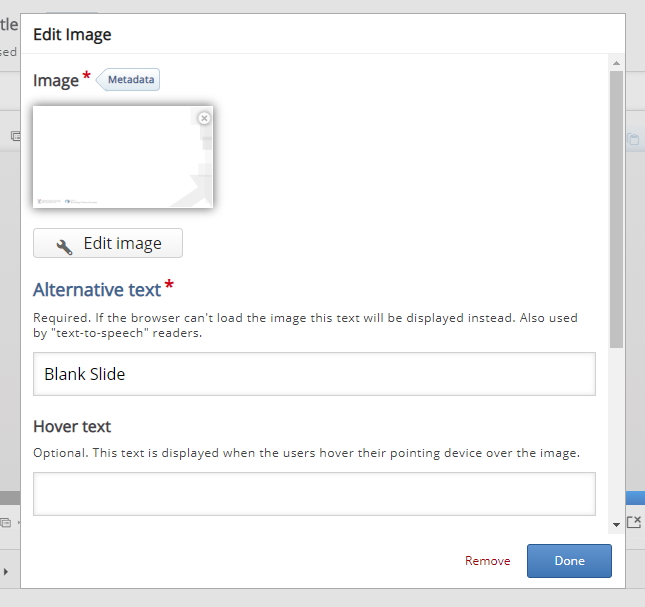 tle
sed
Edit Image
Image *
Metadata
Edit image
Alternative text *
Required. If the browser can't load the image this text will be displayed instead. Also used
by "text-to-speech" readers.
Blank Slide
Hover text
Optional. This text is displayed when the users hover their pointing device over the image.
Remove
Done